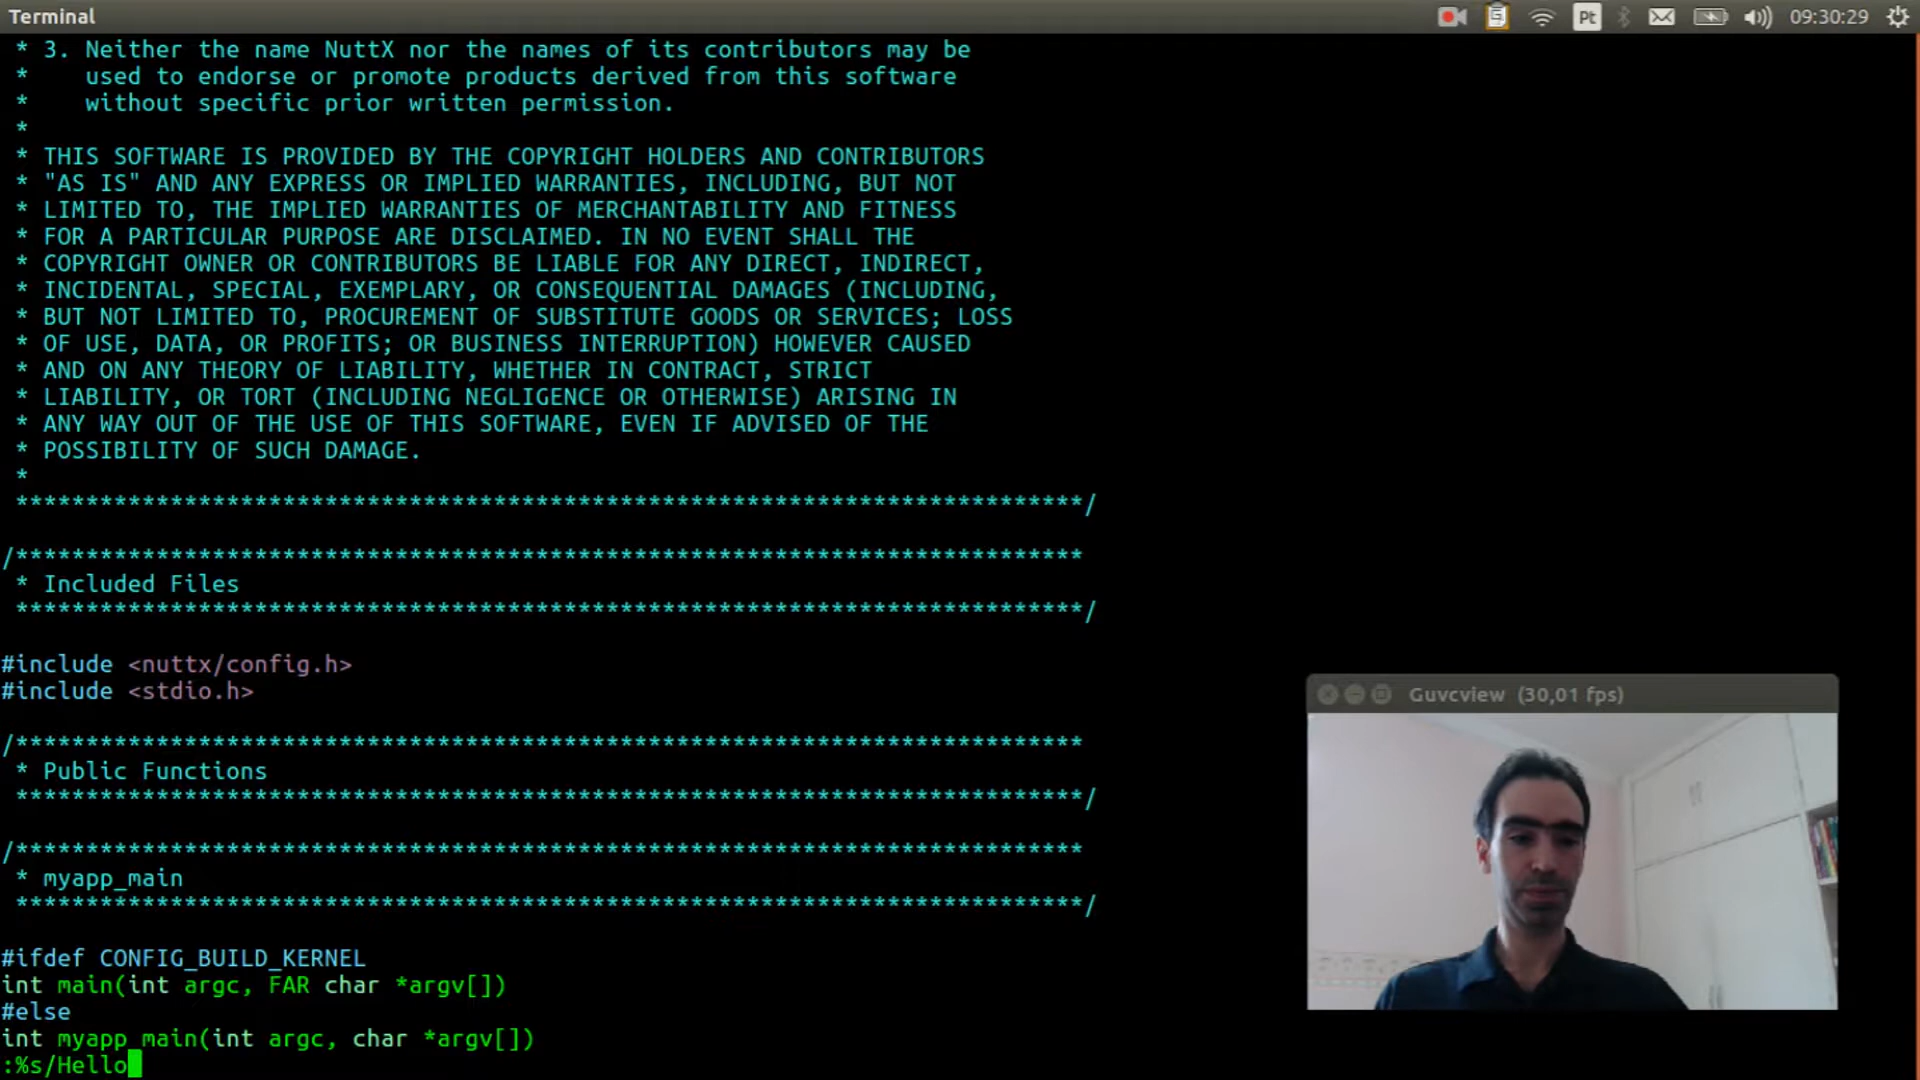 Terminal
Pt
09:30:29
* 3. Neither the name NuttX nor the names of its contributors may be
*    used to endorse or promote products derived from this software
*    without specific prior written permission.
*
* THIS SOFTWARE IS PROVIDED BY THE COPYRIGHT HOLDERS AND CONTRIBUTORS
* "AS IS" AND ANY EXPRESS OR IMPLIED WARRANTIES, INCLUDING, BUT NOT
* LIMITED TO, THE IMPLIED WARRANTIES OF MERCHANTABILITY AND FITNESS
* FOR A PARTICULAR PURPOSE ARE DISCLAIMED. IN NO EVENT SHALL THE
* COPYRIGHT OWNER OR CONTRIBUTORS BE LIABLE FOR ANY DIRECT, INDIRECT,
* INCIDENTAL, SPECIAL, EXEMPLARY, OR CONSEQUENTIAL DAMAGES (INCLUDING,
* BUT NOT LIMITED TO, PROCUREMENT OF SUBSTITUTE GOODS OR SERVICES; LOSS
* OF USE, DATA, OR PROFITS; OR BUSINESS INTERRUPTION) HOWEVER CAUSED
* AND ON ANY THEORY OF LIABILITY, WHETHER IN CONTRACT, STRICT
* LIABILITY, OR TORT (INCLUDING NEGLIGENCE OR OTHERWISE) ARISING IN
* ANY WAY OUT OF THE USE OF THIS SOFTWARE, EVEN IF ADVISED OF THE
* POSSIBILITY OF SUCH DAMAGE.
*
****************************************************************************/
/****************************************************************************
* Included Files
****************************************************************************/
#include <nuttx/config.h>
#include <stdio.h>
/****************************************************************************
* Public Functions
****************************************************************************/
/****************************************************************************
* myapp_main
****************************************************************************/
#ifdef CONFIG_BUILD_KERNEL
int main(int argc, FAR char *argv[])
#else
int myapp_main(int argc, char *argv[])
:%s/Hello
Guvcview (30,01 fps)